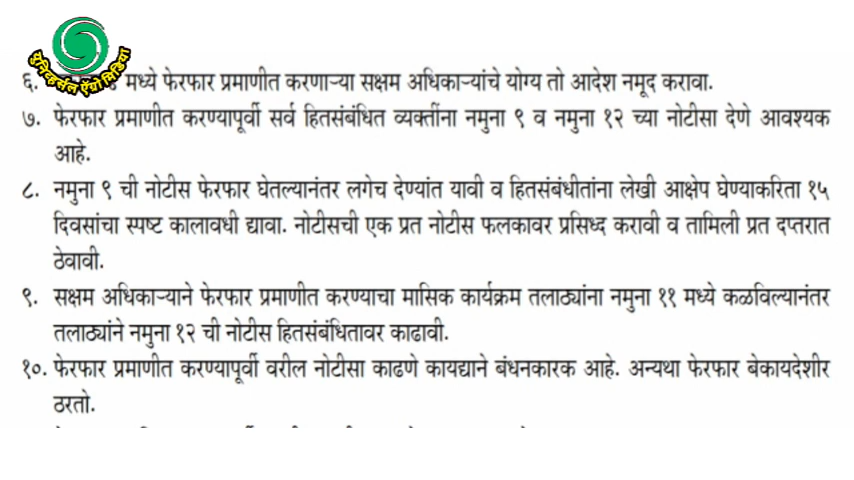 युनिव्हर्सल ऍग्रो मिडिया
६. मध्ये फेरफार प्रमाणीत करणाऱ्या सक्षम अधिकाऱ्यांचे योग्य तो आदेश नमूद करावा.
७. फेरफार प्रमाणीत करण्यापूर्वी सर्व हितसंबंधित व्यक्तींना नमुना ९ व नमुना १२ च्या नोटीसा देणे आवश्यक
आहे.
८. नमुना ९ ची नोटीस फेरफार घेतल्यानंतर लगेच देण्यांत यावी व हितसंबंधीतांना लेखी आक्षेप घेण्याकरिता १५
दिवसांचा स्पष्ट कालावधी द्यावा. नोटीसची एक प्रत नोटीस फलकावर प्रसिध्द करावी व तामिली प्रत दप्तरात
ठेवावी.
९. सक्षम अधिकाऱ्याने फेरफार प्रमाणीत करण्याचा मासिक कार्यक्रम तलाठ्यांना नमुना ११ मध्ये कळविल्यानंतर
तलाठ्यांने नमुना १२ ची नोटीस हितसंबंधितावर काढावी.
१०. फेरफार प्रमाणीत करण्यापूर्वी वरील नोटीसा काढणे कायद्याने बंधनकारक आहे. अन्यथा फेरफार बेकायदेशीर
ठरतो.